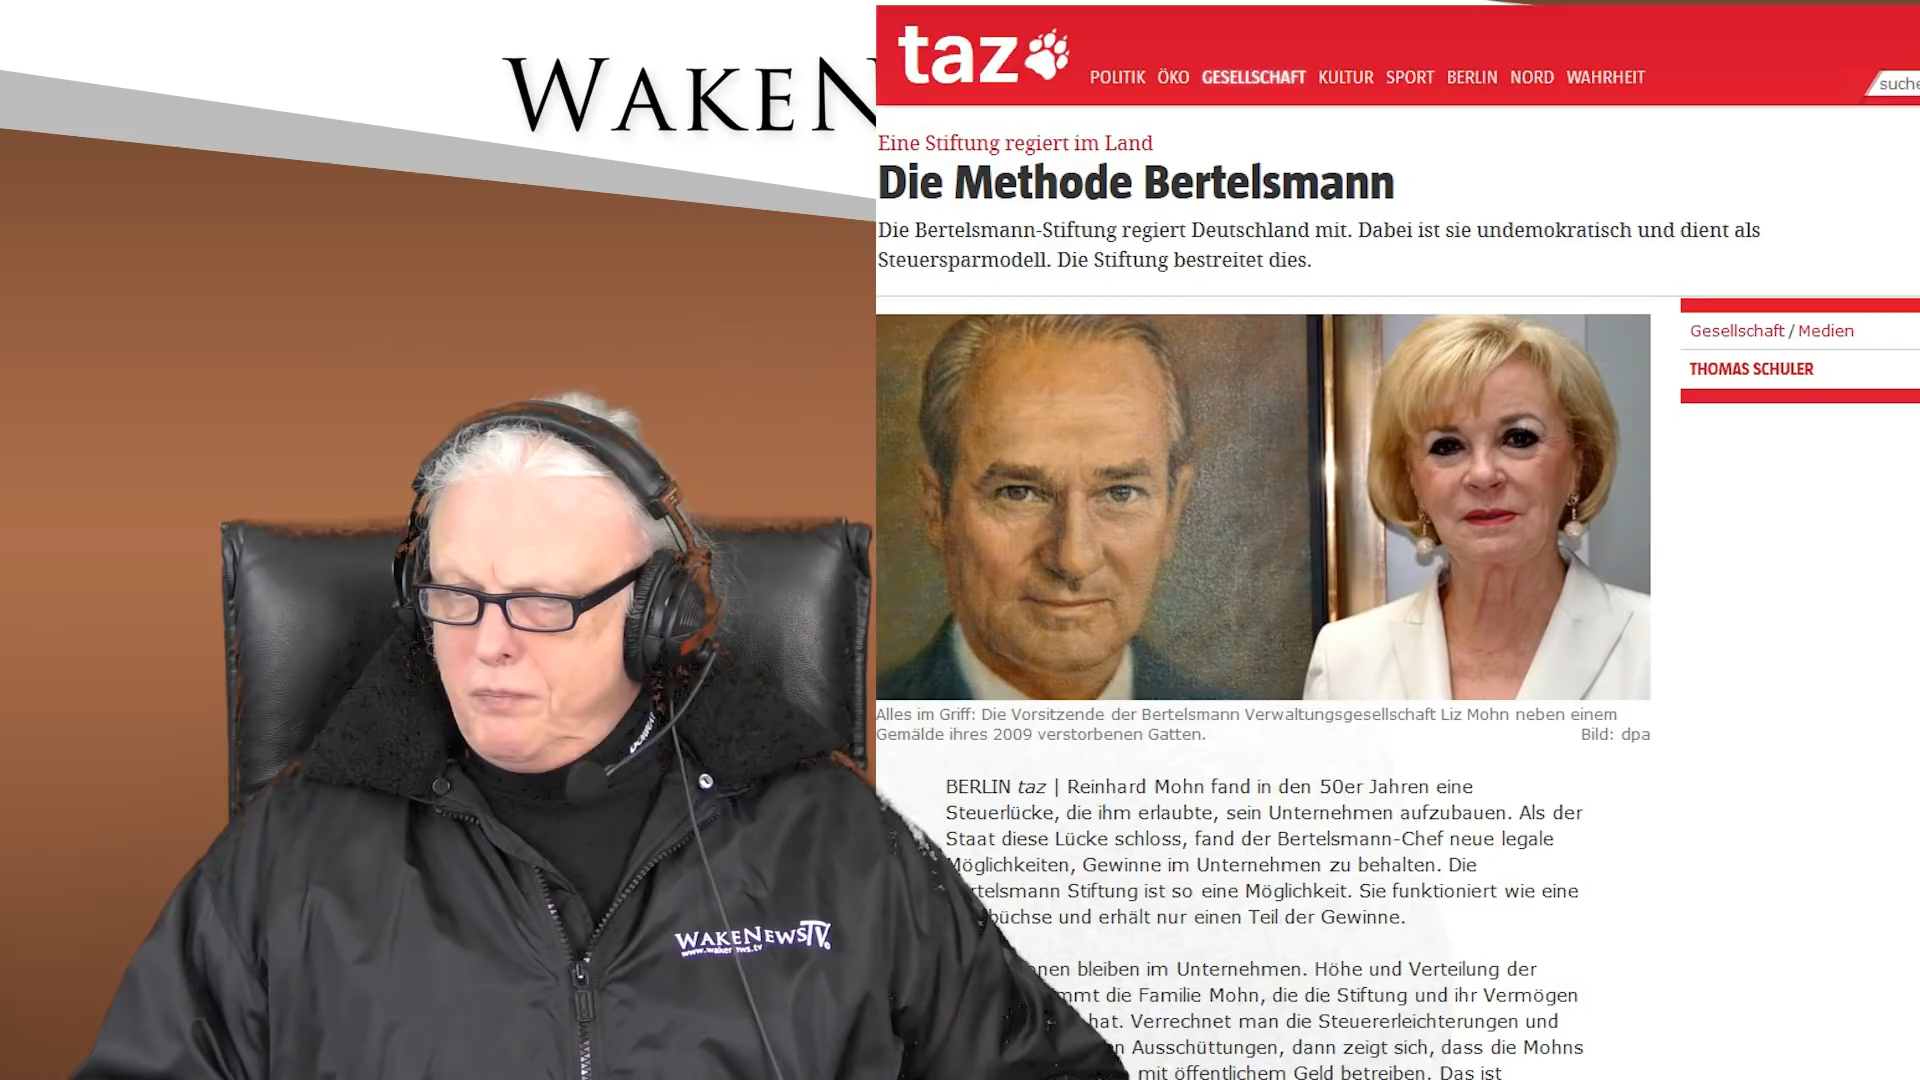 WAKEN
taz
POLITIK ÖKO GESELLSCHAFT KULTUR SPORT BERLIN NORD WAHRHEIT
suche
Eine Stiftung regiert im Land
Die Methode Bertelsmann
Die Bertelsmann-Stiftung regiert Deutschland mit. Dabei ist sie undemokratisch und dient als
Steuersparmodell. Die Stiftung bestreitet dies.
Gesellschaft / Medien
THOMAS SCHULER
Alles im Griff: Die Vorsitzende der Bertelsmann Verwaltungsgesellschaft Liz Mohn neben einem
Gemälde ihres 2009 verstorbenen Gatten. Bild: dpa
BERLIN taz | Reinhard Mohn fand in den 50er Jahren eine
Steuerlücke, die ihm erlaubte, sein Unternehmen aufzubauen. Als der
Staat diese Lücke schloss, fand der Bertelsmann-Chef neue legale
Möglichkeiten, Gewinne im Unternehmen zu behalten. Die
rtelsmann Stiftung ist so eine Möglichkeit. Sie funktioniert wie eine
büchse und erhält nur einen Teil der Gewinne.
onen bleiben im Unternehmen. Höhe und Verteilung der
mmt die Familie Mohn, die die Stiftung und ihr Vermögen
hat. Verrechnet man die Steuererleichterungen und
n Ausschüttungen, dann zeigt sich, dass die Mohns
mit öffentlichem Geld betreiben. Das ist
WAKENEWSTV